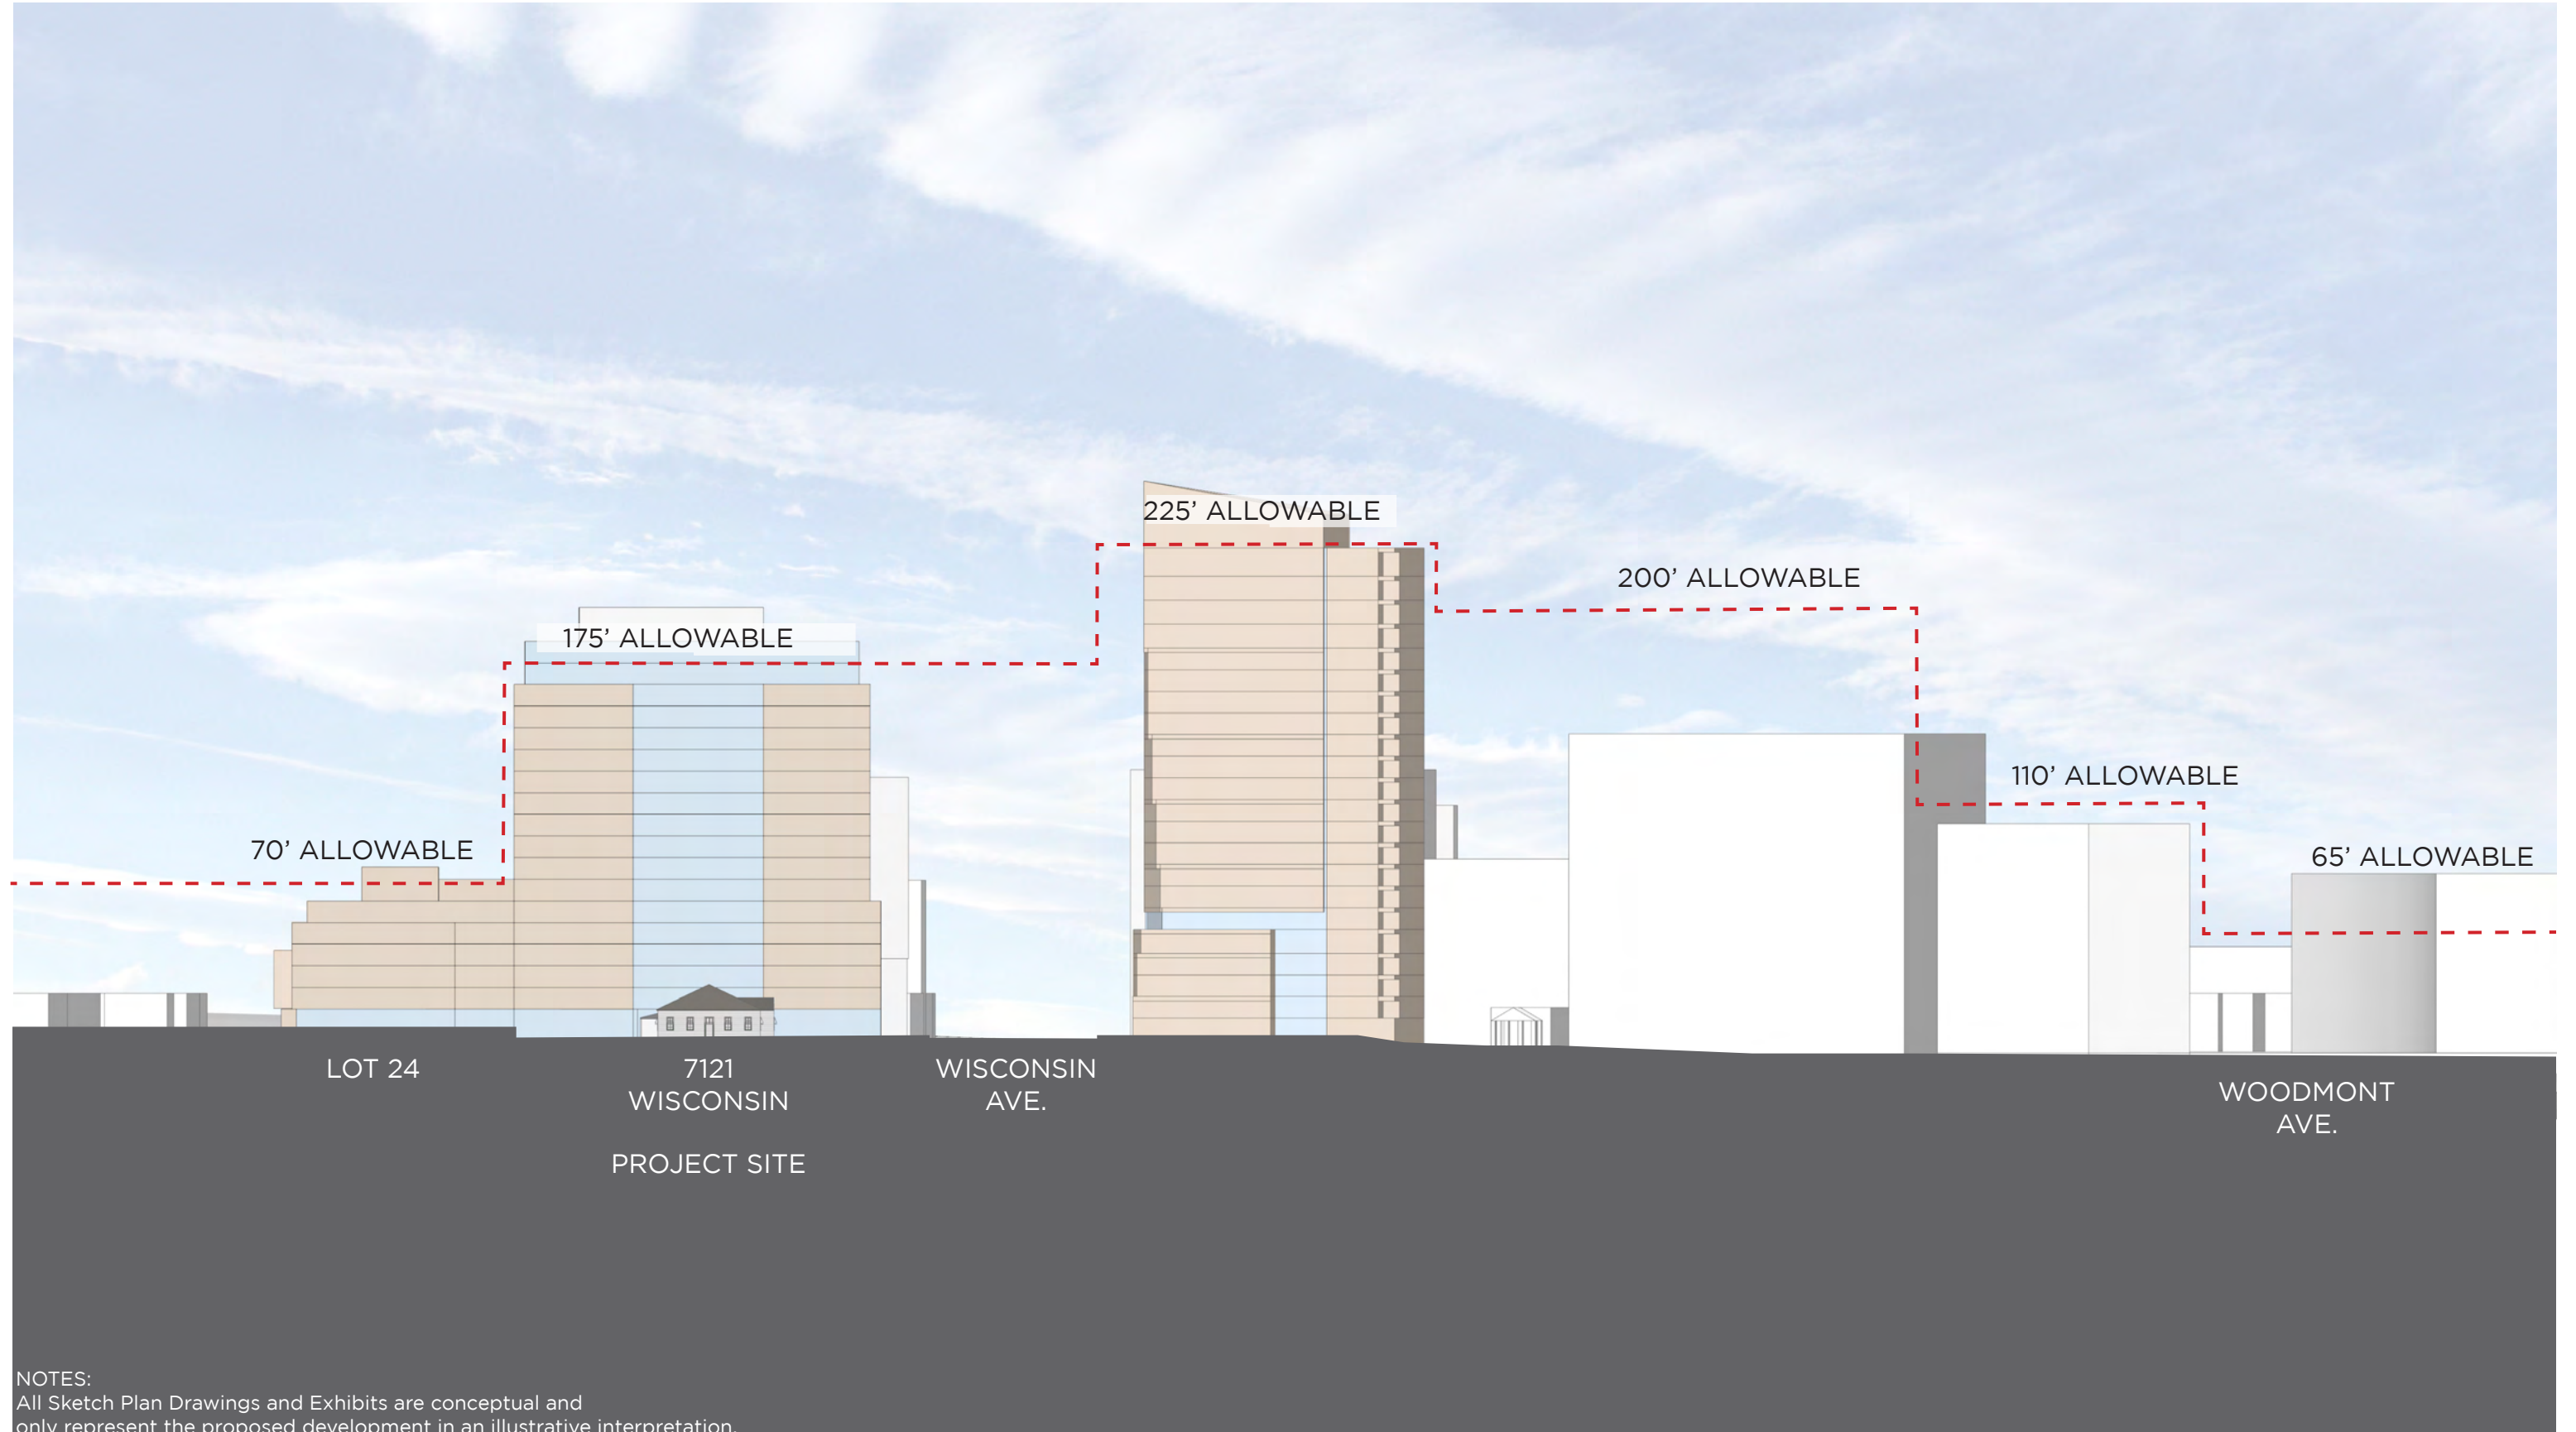 225’ ALLOWABLE
200’ ALLOWABLE
175’ ALLOWABLE
110’ ALLOWABLE
70’ ALLOWABLE
65’ ALLOWABLE
LOT 24
7121
WISCONSIN
PROJECT SITE
WISCONSIN
AVE.
WOODMONT
AVE.
NOTES:
All Sketch Plan Drawings and Exhibits are conceptual and
only represent the proposed development in an illustrative interpretation.